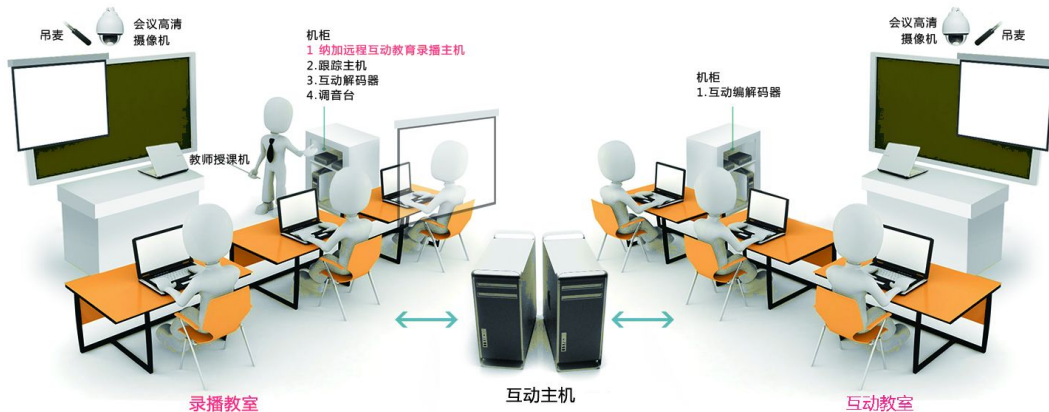 吊麦
会议高清
摄像机
机柜
1 纳加远程互动教育录播主机
2.跟踪主机
3.互动解码器
4.调音台
教师授课机
机柜
1.互动编解码器
会议高清
摄像机
吊麦
录播教室
互动主机
互动教室